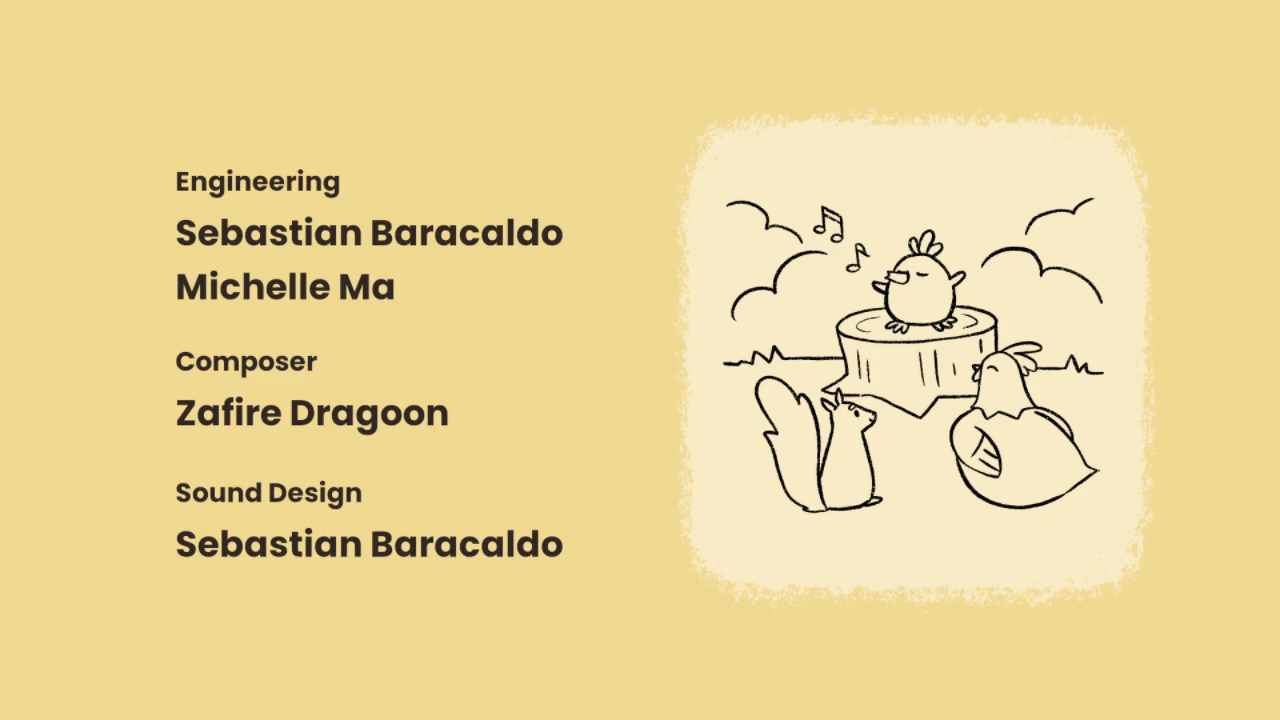 Engineering
Sebastian Baracaldo
Michelle Ma
Composer
Zafire Dragoon
Sound Design
Sebastian Baracaldo